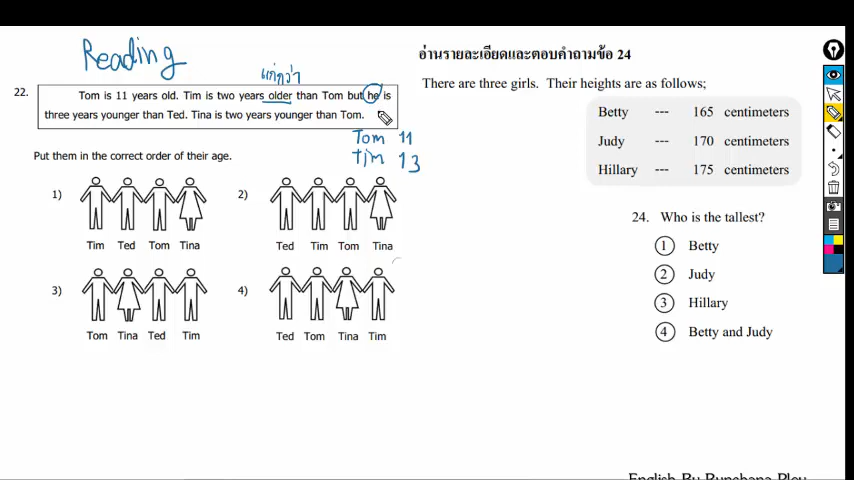 Reading
อ่านรายละเอียดและตอบคำถามข้อ 24
แก่กว่า
There are three girls. Their heights are as follows;
22. Tom is 11 years old. Tim is two years older than Tom but he is
three years younger than Ted. Tina is two years younger than Tom.
Tom 11
Tim 13
Put them in the correct order of their age.
1) Tim Ted Tom Tina
2) Ted Tim Tom Tina
3) Tom Tina Ted Tim
4) Ted Tom Tina Tim
Betty --- 165 centimeters
Judy --- 170 centimeters
Hillary --- 175 centimeters
24. Who is the tallest?
1 Betty
2 Judy
3 Hillary
4 Betty and Judy
English By